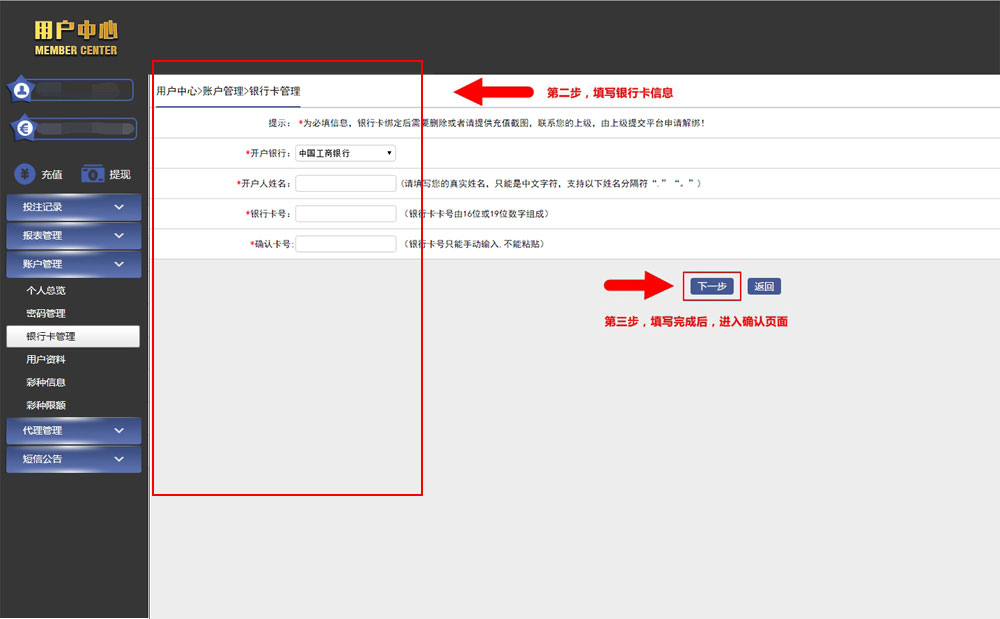 用户中心
MEMBER CENTER
充值
提现
投注记录
报表管理
账户管理
个人总览
密码管理
银行卡管理
用户资料
彩种信息
彩种限额
代理管理
短信公告
用户中心>账户管理>银行卡管理
第二步，填写银行卡信息
提示： *为必填信息，银行卡绑定后需要删除或者请提供充值截图，联系您的上级，由上级提交平台申请解绑！
*开户银行： 中国工商银行
*开户人姓名： (请填写您的真实姓名，只能是中文字符，支持以下姓名分隔符“.” “。”)
*银行卡号： (银行卡卡号由16位或19位数字组成)
*确认卡号: (银行卡号只能手动输入,不能粘贴)
下一步 返回
第三步，填写完成后，进入确认页面